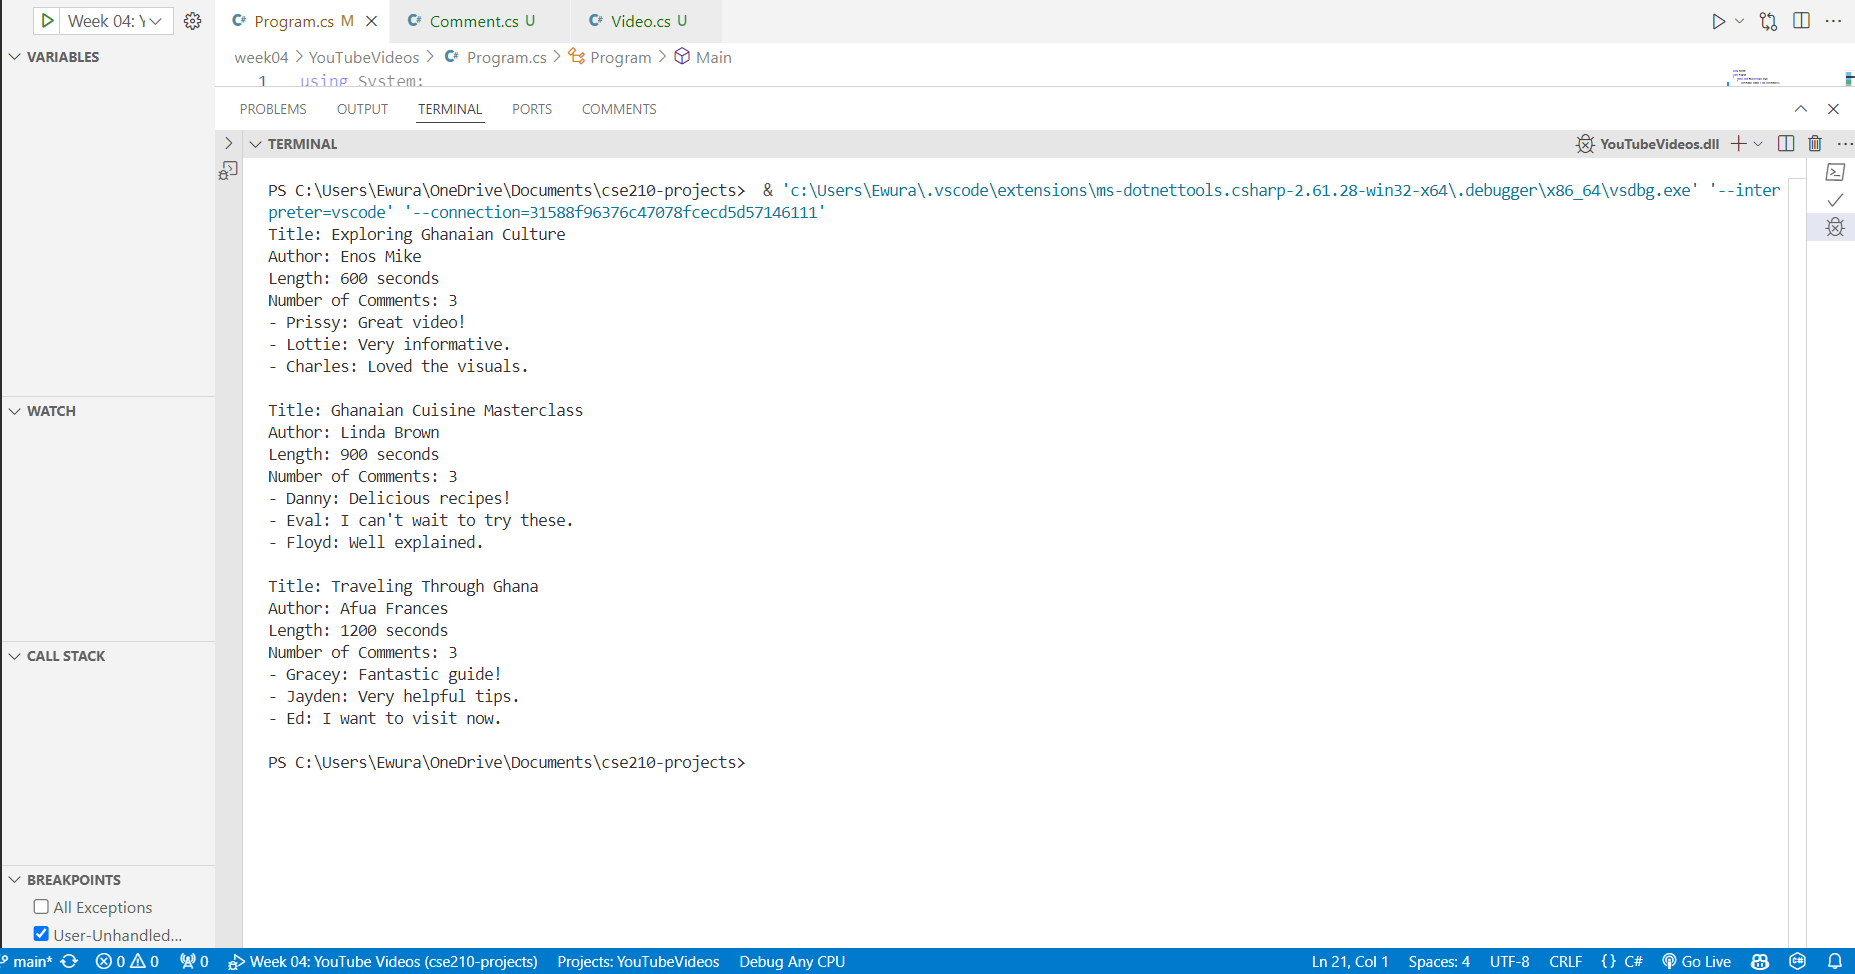 Week 04: Y
Program.cs M
Comment.cs U
Video.cs U
VARIABLES
week04 > YouTubeVideos > Program.cs > Program > Main
1 using System;
PROBLEMS OUTPUT TERMINAL PORTS COMMENTS
TERMINAL
YouTubeVideos.dll
PS C:\Users\Ewura\OneDrive\Documents\cse210-projects>  & 'c:\Users\Ewura\.vscode\extensions\ms-dotnettools.csharp-2.61.28-win32-x64\.debugger\x86_64\vsdbg.exe' '--inter
preter=vscode' '--connection=31588f96376c47078fcecd5d57146111'
Title: Exploring Ghanaian Culture
Author: Enos Mike
Length: 600 seconds
Number of Comments: 3
- Prissy: Great video!
- Lottie: Very informative.
- Charles: Loved the visuals.
Title: Ghanaian Cuisine Masterclass
Author: Linda Brown
Length: 900 seconds
Number of Comments: 3
- Danny: Delicious recipes!
- Eval: I can't wait to try these.
- Floyd: Well explained.
Title: Traveling Through Ghana
Author: Afua Frances
Length: 1200 seconds
Number of Comments: 3
- Gracey: Fantastic guide!
- Jayden: Very helpful tips.
- Ed: I want to visit now.
PS C:\Users\Ewura\OneDrive\Documents\cse210-projects>
WATCH
CALL STACK
BREAKPOINTS
All Exceptions
User-Unhandled...
main* 0 0 0 Week 04: YouTube Videos (cse210-projects) Projects: YouTubeVideos Debug Any CPU Ln 21, Col 1 Spaces: 4 UTF-8 CRLF {} C# Go Live